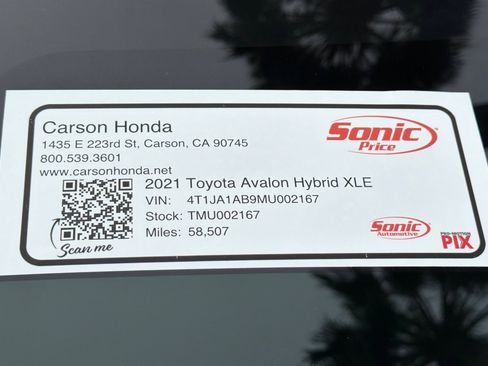 Carson Honda
1435 E 223rd St, Carson, CA 90745
800.539.3601
www.carsonhonda.net
Sonic
Price
2021 Toyota Avalon Hybrid XLE
VIN: 4T1JA1AB9MU002167
Stock: TMU002167
Miles: 58,507
Scan me
Sonic
Automotive
PRO-MOTION
PIX